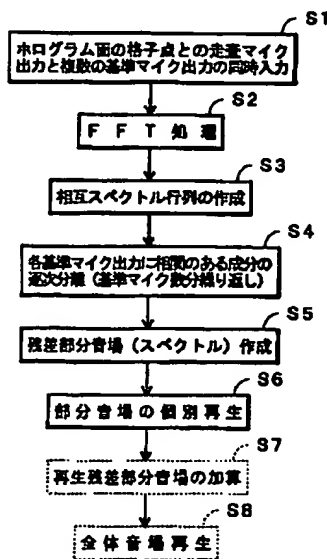 S1
ホログラム面の格子点との走査マイク
出力と複数の基準マイク出力の同時入力
S2
FFT処理
S3
相互スペクトル行列の作成
S4
各基準マイク出力に相関のある成分の
逐次分離(基準マイク数分繰り返し)
S5
残差部分音場(スペクトル)作成
S6
部分音場の個別再生
S7
再生残差部分音場の加算
S8
全体音場再生